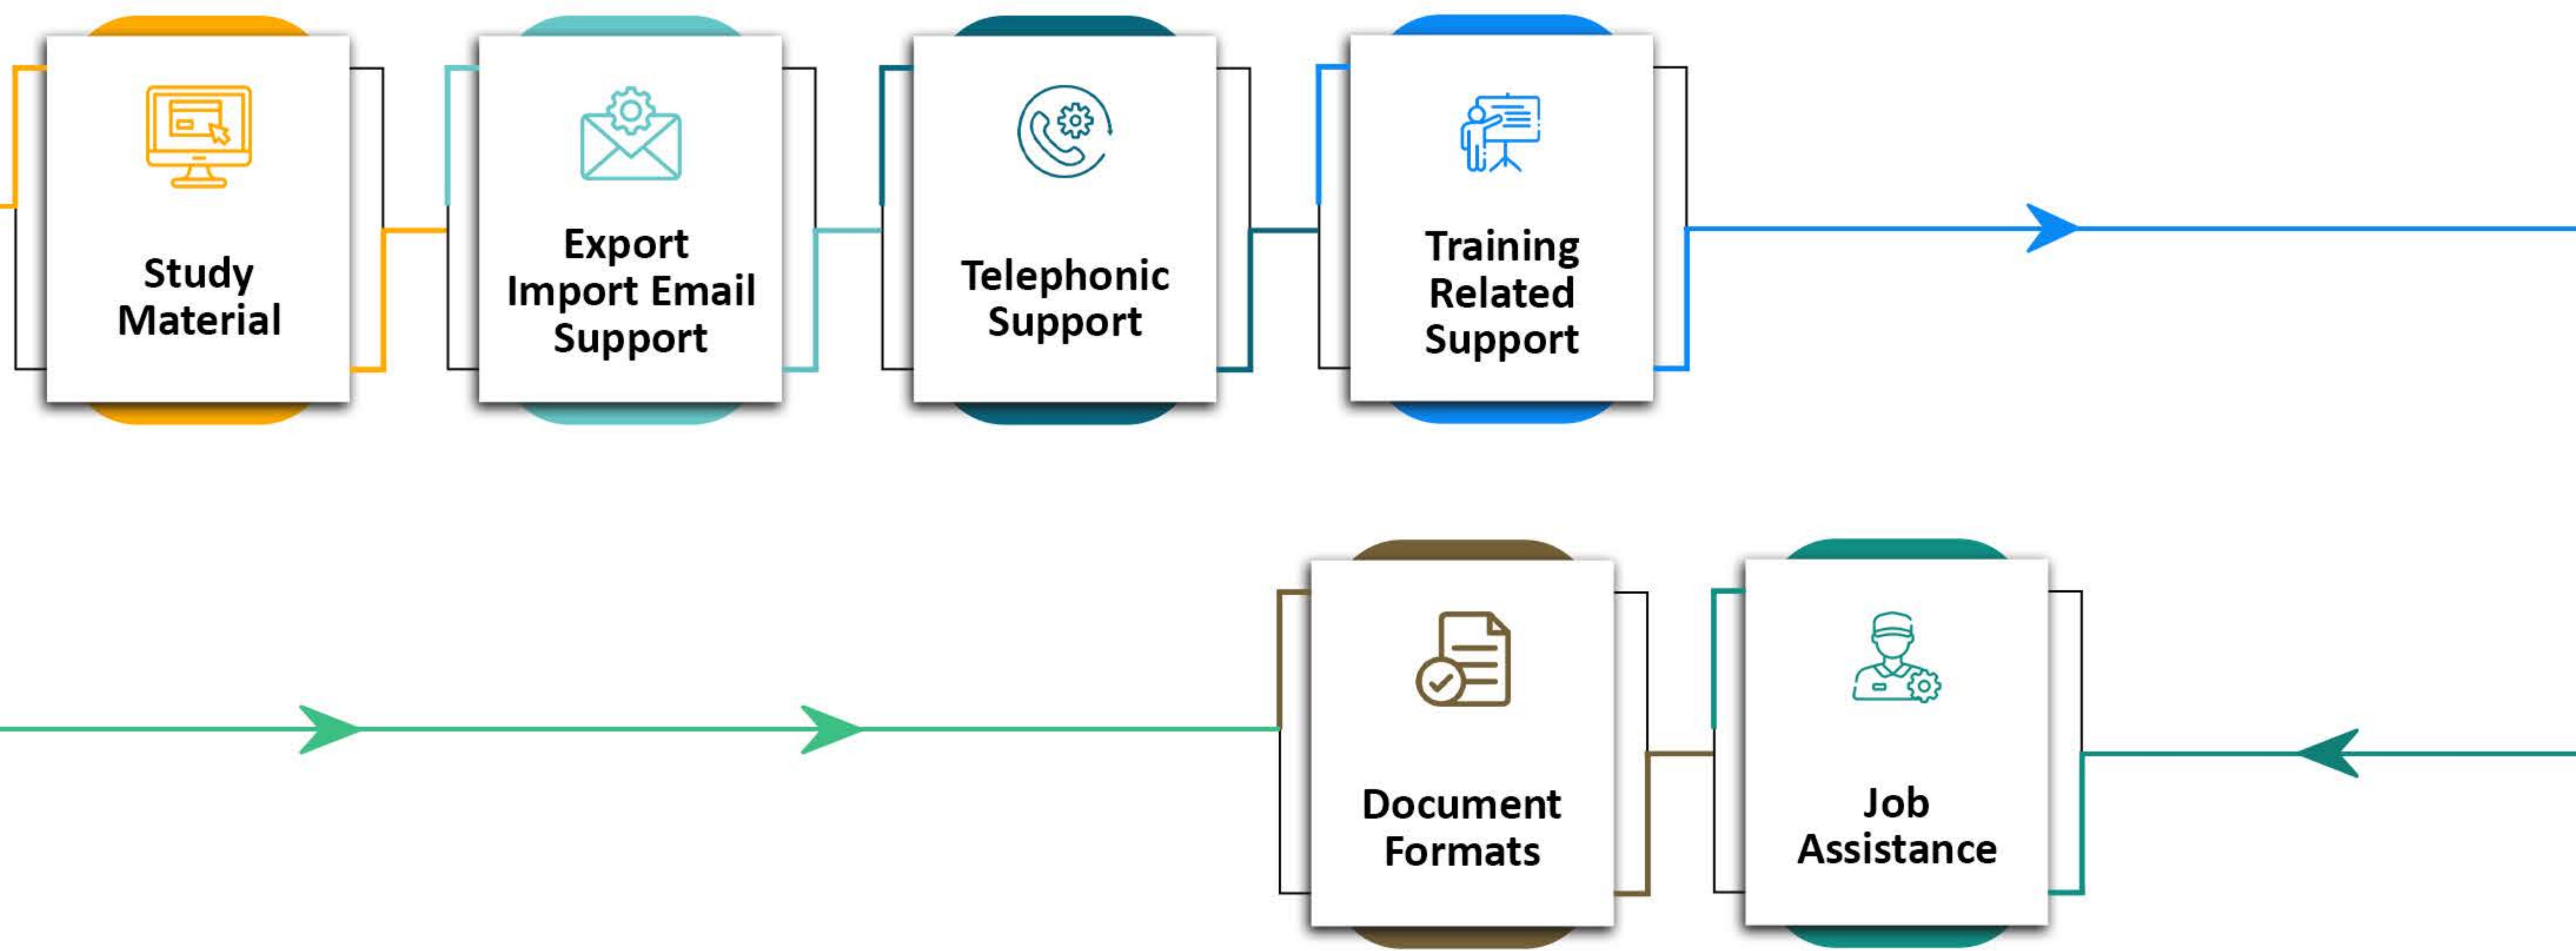 Study
Material
Export
Import Email
Support
Telephonic
Support
Training
Related
Support
Document
Formats
Job
Assistance